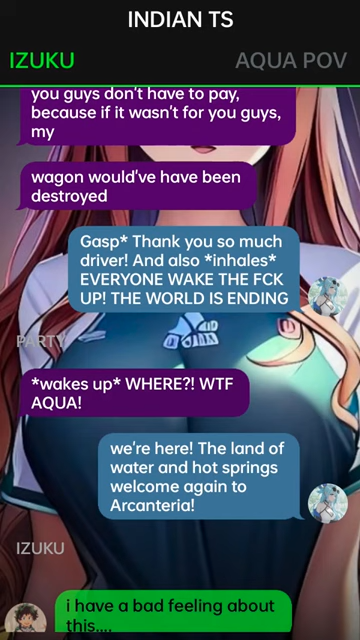 INDIAN TS
IZUKU
AQUA POV
you guys don't have to pay,
because if it wasn't for you guys,
my
wagon would've have been
destroyed
Gasp* Thank you so much
driver! And also *inhales*
EVERYONE WAKE THE FCK
UP! THE WORLD IS ENDING
PARTY
*wakes up* WHERE?! WTF
AQUA!
we're here! The land of
water and hot springs
welcome again to
Arcanteria!
IZUKU
i have a bad feeling about
this....